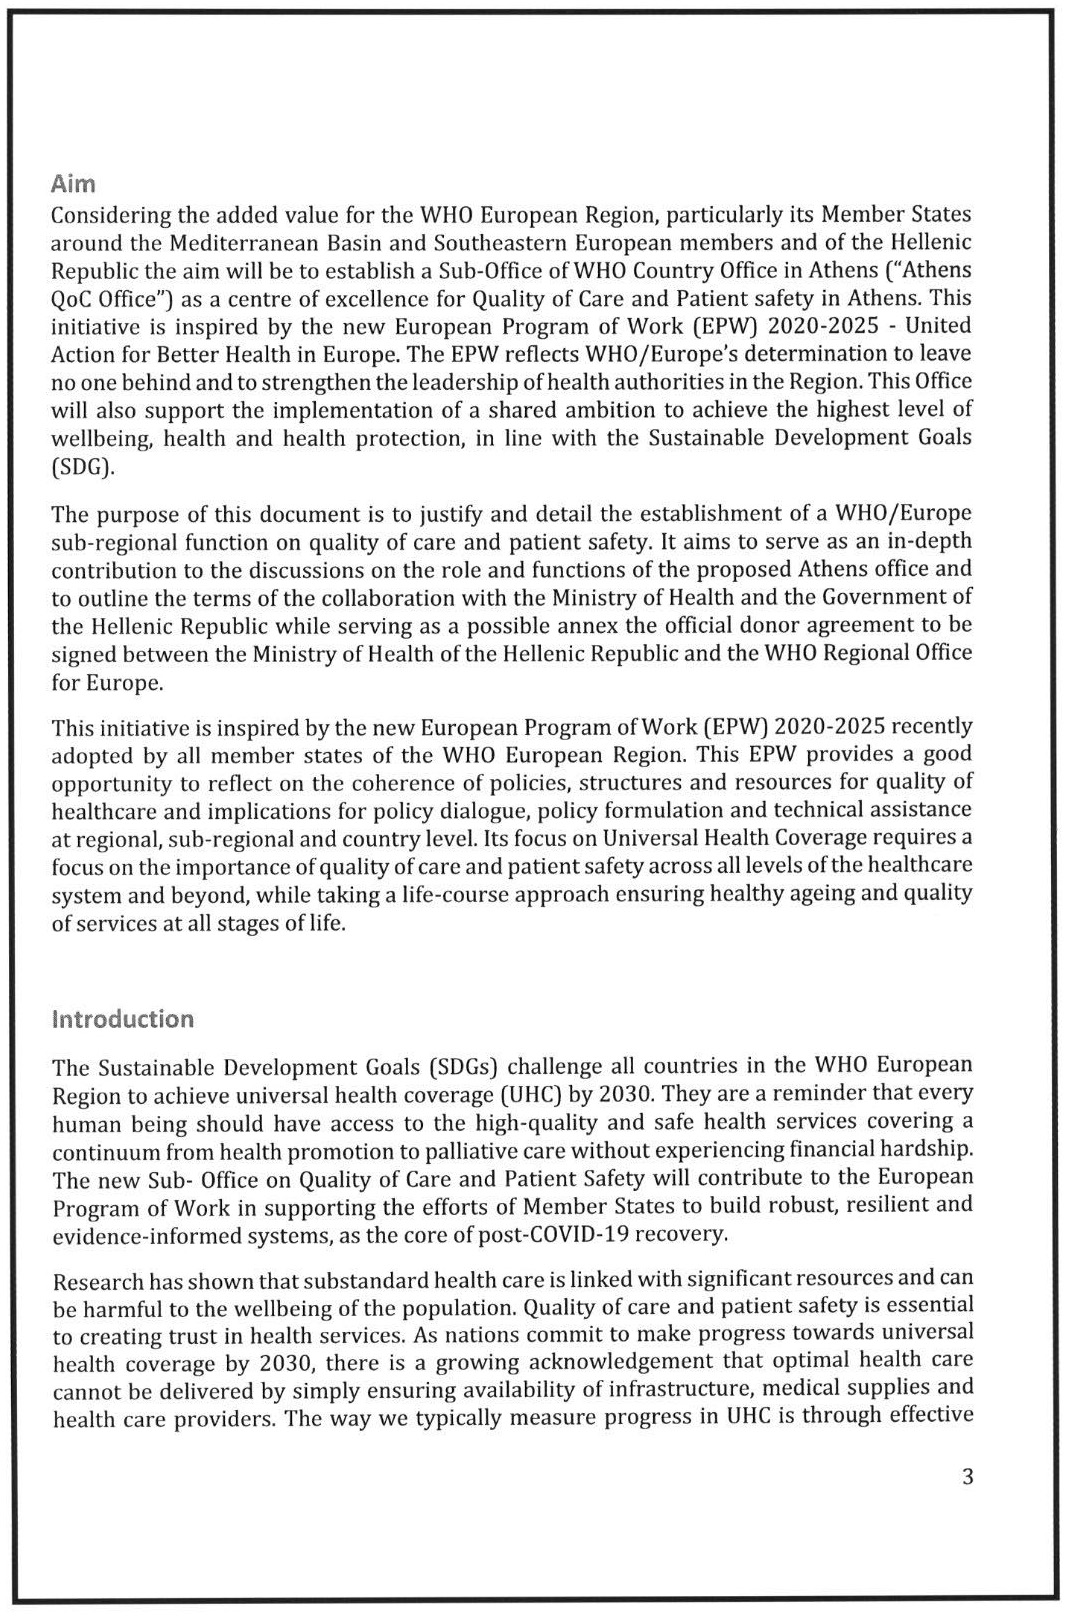 Aim
Considering the added value for the WHO European Region, particularly its Member States
around the Mediterranean Basin and Southeastern European members and of the Hellenic
Republic the aim will be to establish a Sub-Office of WHO Country Office in Athens (“Athens
QoC Office”) as a centre of excellence for Quality of Care and Patient safety in Athens. This
initiative is inspired by the new European Program of Work (EPW) 2020-2025 - United
Action for Better Health in Europe. The EPW reflects WHO/Europe’s determination to leave
no one behind and to strengthen the leadership of health authorities in the Region. This Office
will also support the implementation of a shared ambition to achieve the highest level of
wellbeing, health and health protection, in line with the Sustainable Development Goals
(SDG).
The purpose of this document is to justify and detail the establishment of a WHO/Europe
sub-regional function on quality of care and patient safety. It aims to serve as an in-depth
contribution to the discussions on the role and functions of the proposed Athens office and
to outline the terms of the collaboration with the Ministry of Health and the Government of
the Hellenic Republic while serving as a possible annex the official donor agreement to be
signed between the Ministry of Health of the Hellenic Republic and the WHO Regional Office
for Europe.
This initiative is inspired by the new European Program of Work (EPW) 2020-2025 recently
adopted by all member states of the WHO European Region. This EPW provides a good
opportunity to reflect on the coherence of policies, structures and resources for quality of
healthcare and implications for policy dialogue, policy formulation and technical assistance
at regional, sub-regional and country level. Its focus on Universal Health Coverage requires a
focus on the importance of quality of care and patient safety across all levels of the healthcare
system and beyond, while taking a life-course approach ensuring healthy ageing and quality
of services at all stages of life.
Introduction
The Sustainable Development Goals (SDGs) challenge all countries in the WHO European
Region to achieve universal health coverage (UHC) by 2030. They are a reminder that every
human being should have access to the high-quality and safe health services covering a
continuum from health promotion to palliative care without experiencing financial hardship.
The new Sub- Office on Quality of Care and Patient Safety will contribute to the European
Program of Work in supporting the efforts of Member States to build robust, resilient and
evidence-informed systems, as the core of post-COVID-19 recovery.
Research has shown that substandard health care is linked with significant resources and can
be harmful to the wellbeing of the population. Quality of care and patient safety is essential
to creating trust in health services. As nations commit to make progress towards universal
health coverage by 2030, there is a growing acknowledgement that optimal health care
cannot be delivered by simply ensuring availability of infrastructure, medical supplies and
health care providers. The way we typically measure progress in UHC is through effective
3